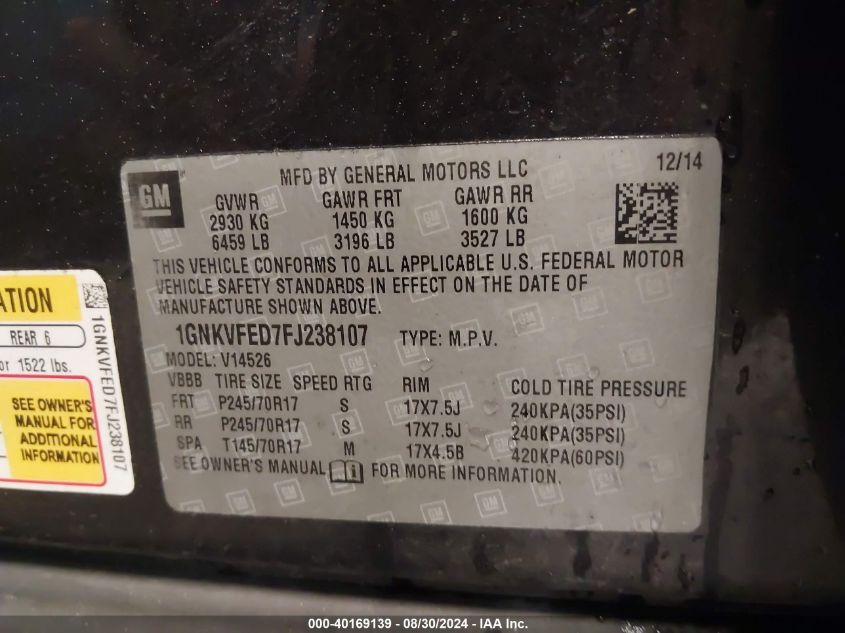 GM
MFD BY GENERAL MOTORS LLC
12/14
GVWR GAWR FRT GAWR RR
2930 KG 1450 KG 1600 KG
6459 LB 3196 LB 3527 LB
THIS VEHICLE CONFORMS TO ALL APPLICABLE U.S. FEDERAL MOTOR
VEHICLE SAFETY STANDARDS IN EFFECT ON THE DATE OF
MANUFACTURE SHOWN ABOVE.
1GNKVFED7FJ238107 TYPE: M.P.V.
MODEL: V14526
VBBB TIRE SIZE SPEED RTG RIM COLD TIRE PRESSURE
FRT P245/70R17 S 17X7.5J 240KPA(35PSI)
RR P245/70R17 S 17X7.5J 240KPA(35PSI)
SPA T145/70R17 M 17X4.5B 420KPA(60PSI)
SEE OWNER'S MANUAL FOR MORE INFORMATION.
ATION
REAR 6
or 1522 lbs.
SEE OWNER'S
MANUAL FOR
ADDITIONAL
INFORMATION
1GNKVFED7FJ238107
000-40169139 - 08/30/2024 - IAA Inc.